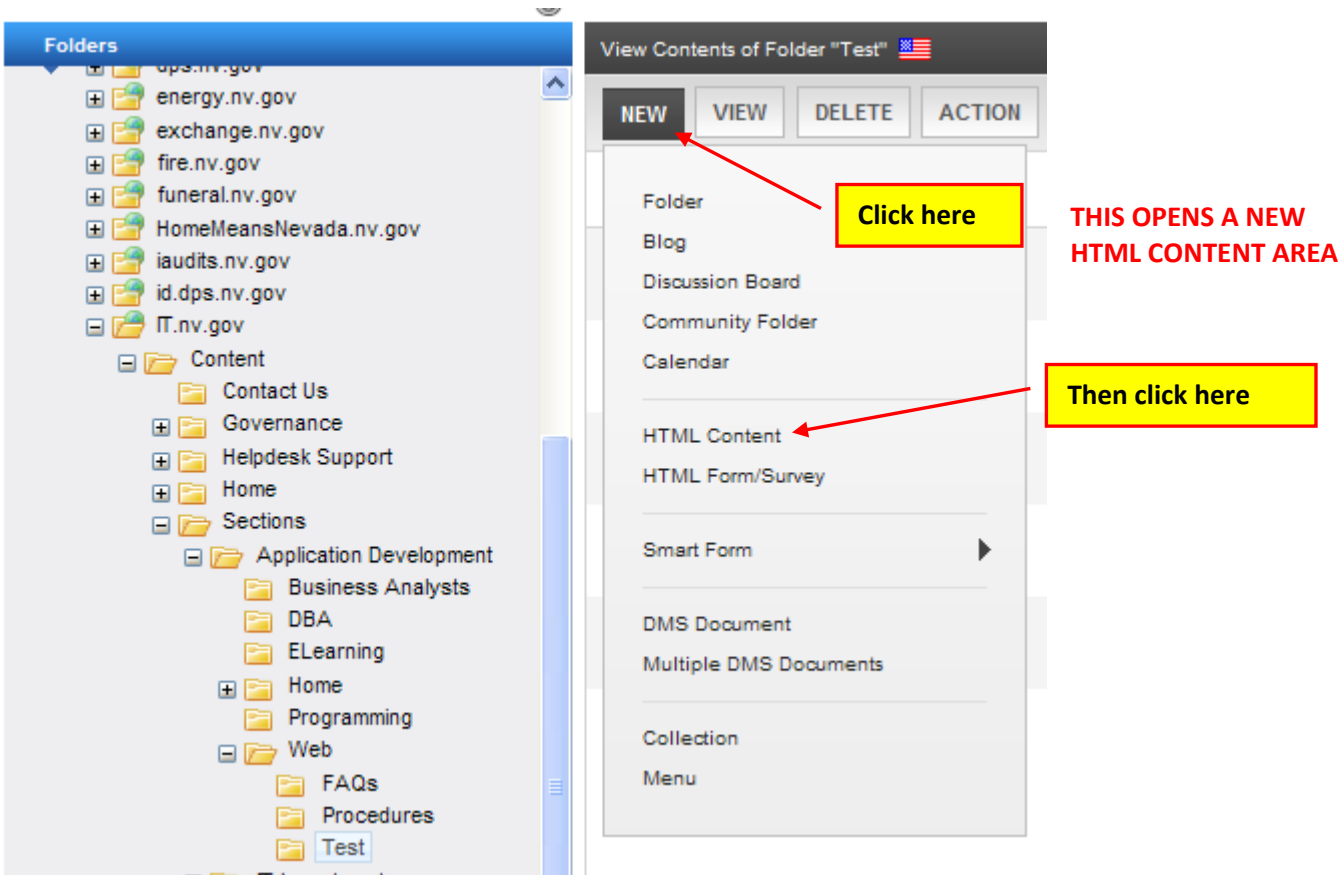 Folders
dps.nv.gov
energy.nv.gov
exchange.nv.gov
fire.nv.gov
funeral.nv.gov
HomeMeansNevada.nv.gov
iaudits.nv.gov
id.dps.nv.gov
IT.nv.gov
Content
Contact Us
Governance
Helpdesk Support
Home
Sections
Application Development
Business Analysts
DBA
ELearning
Home
Programming
Web
FAQs
Procedures
Test
View Contents of Folder "Test"
NEW VIEW DELETE ACTION
Folder
Blog
Discussion Board
Community Folder
Calendar
HTML Content
HTML Form/Survey
Smart Form
DMS Document
Multiple DMS Documents
Collection
Menu
Click here
THIS OPENS A NEW
HTML CONTENT AREA
Then click here